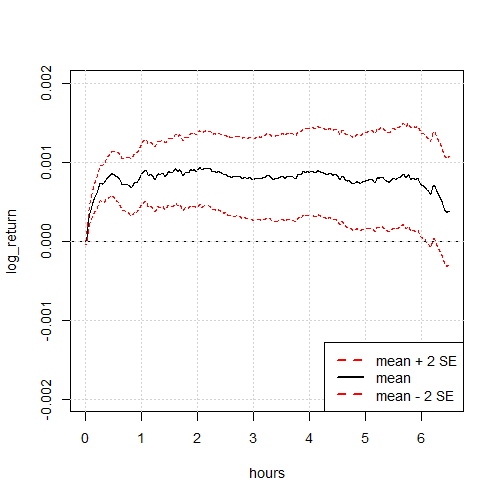 0.002
0.001
0.000
-0.001
-0.002
log_return
0 1 2 3 4 5 6
hours
mean + 2 SE
mean
mean - 2 SE